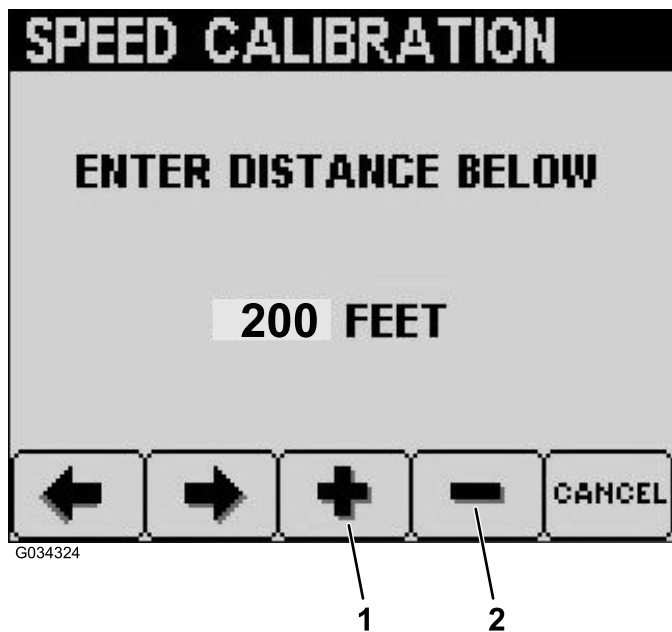 SPEED CALIBRATION
ENTER DISTANCE BELOW
200 FEET
CANCEL
G034324
1 2